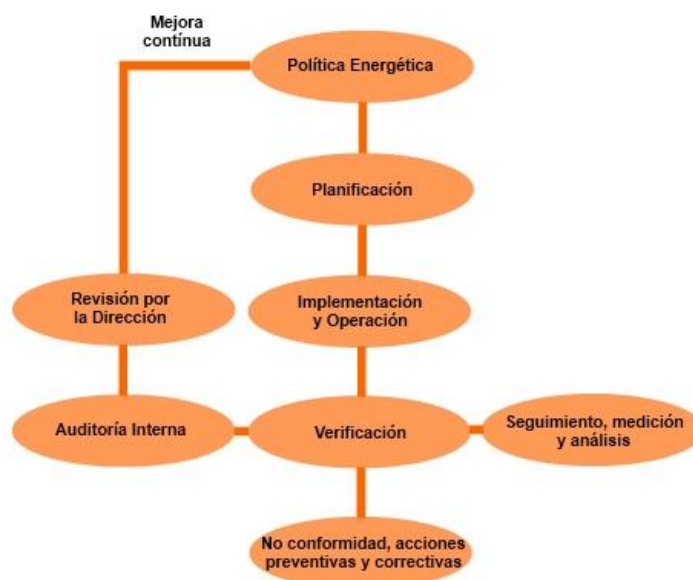 Mejora
contínua
Política Energética
Planificación
Revisión por
la Dirección
Implementación
y Operación
Auditoría Interna
Verificación
Seguimiento, medición
y análisis
No conformidad, acciones
preventivas y correctivas